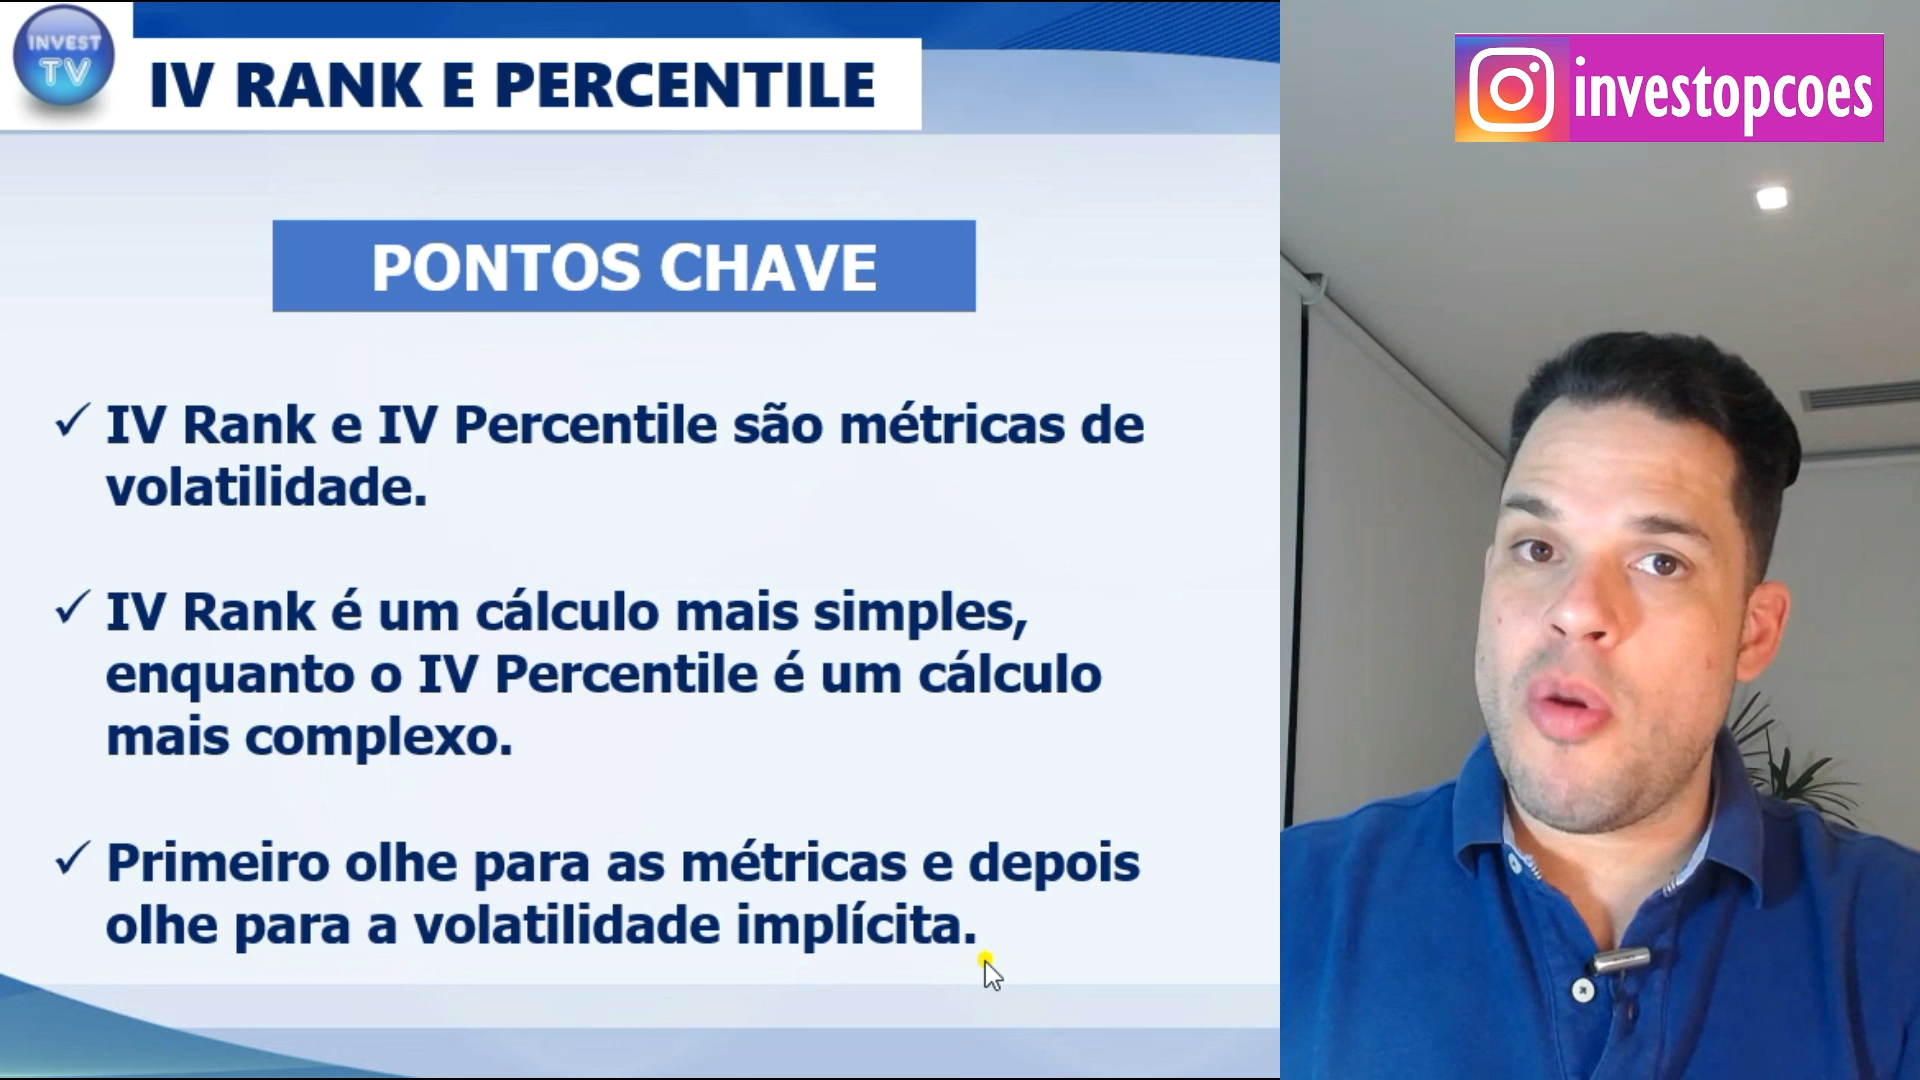 INVEST
TV
IV RANK E PERCENTILE
investopcoes
PONTOS CHAVE
✓ IV Rank e IV Percentile são métricas de
volatilidade.
✓ IV Rank é um cálculo mais simples,
enquanto o IV Percentile é um cálculo
mais complexo.
✓ Primeiro olhe para as métricas e depois
olhe para a volatilidade implícita.